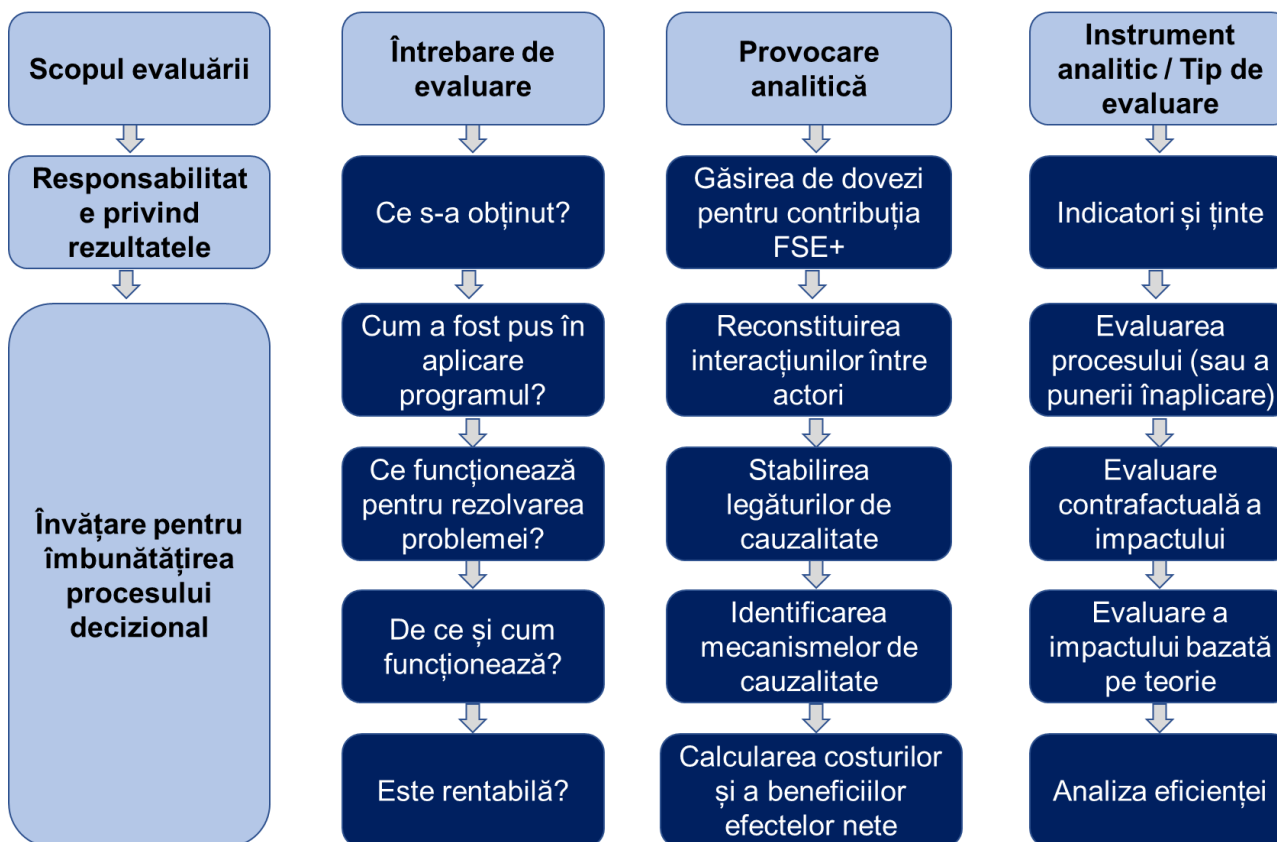 Scopul evaluării
Responsabilitat
e privind
rezultatele
Învățare pentru
îmbunătățirea
procesului
decizional
Întrebare de
evaluare
Ce s-a obținut?
Cum a fost pus în
aplicare
programul?
Ce funcționează
pentru rezolvarea
problemei?
De ce și cum
funcționează?
Este rentabilă?
Provocare
analitică
Găsirea de dovezi
pentru contribuția
FSE+
Reconstituirea
interacțiunilor între
actori
Stabilirea
legăturilor de
cauzalitate
Identificarea
mecanismelor de
cauzalitate
Calcularea costurilor
și a beneficiilor
efectelor nete
Instrument
analitic / Tip de
evaluare
Indicatori și ținte
Evaluarea
procesului (sau a
punerii înaplicare)
Evaluare
contrafactuală a
impactului
Evaluare a
impactului bazată
pe teorie
Analiza eficienței